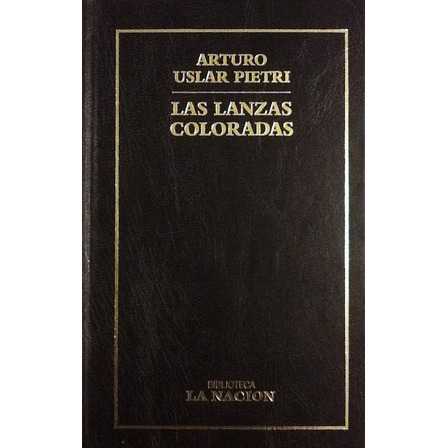 ARTURO
USLAR PIETRI
LAS LANZAS
COLORADAS
BIBLIOTECA
LA NACION